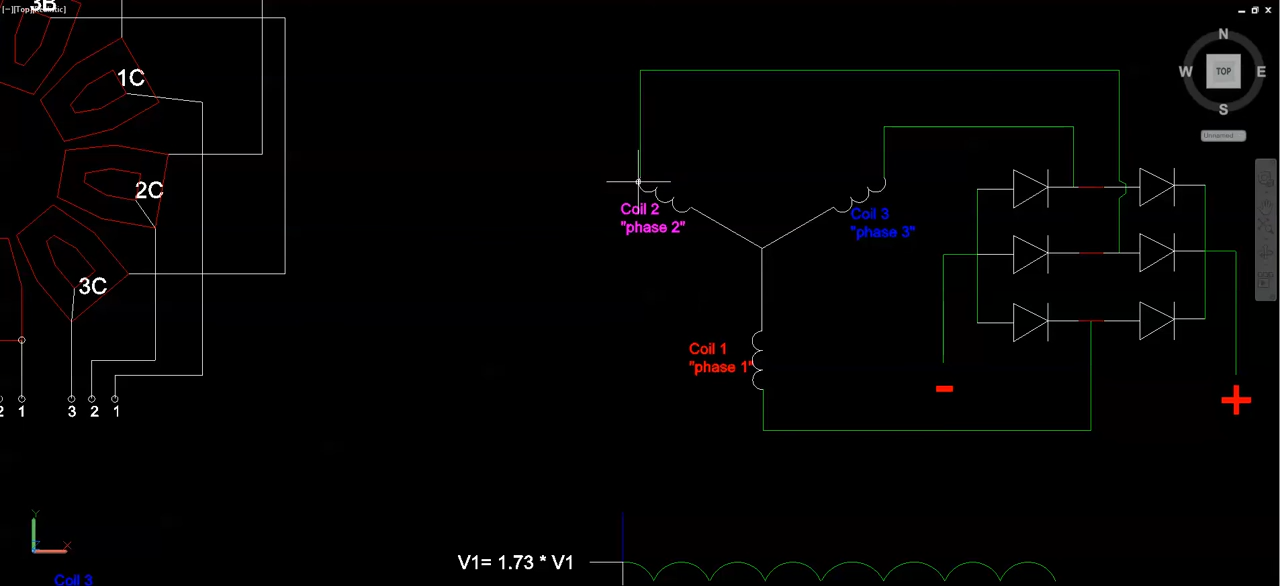 3B
1C
2C
3C
2 1 3 2 1
N
W TOP E
S
Unnamed
Coil 2
"phase 2"
Coil 3
"phase 3"
Coil 1
"phase 1"
-
+
Y
X
V1= 1.73 * V1
Coil 3